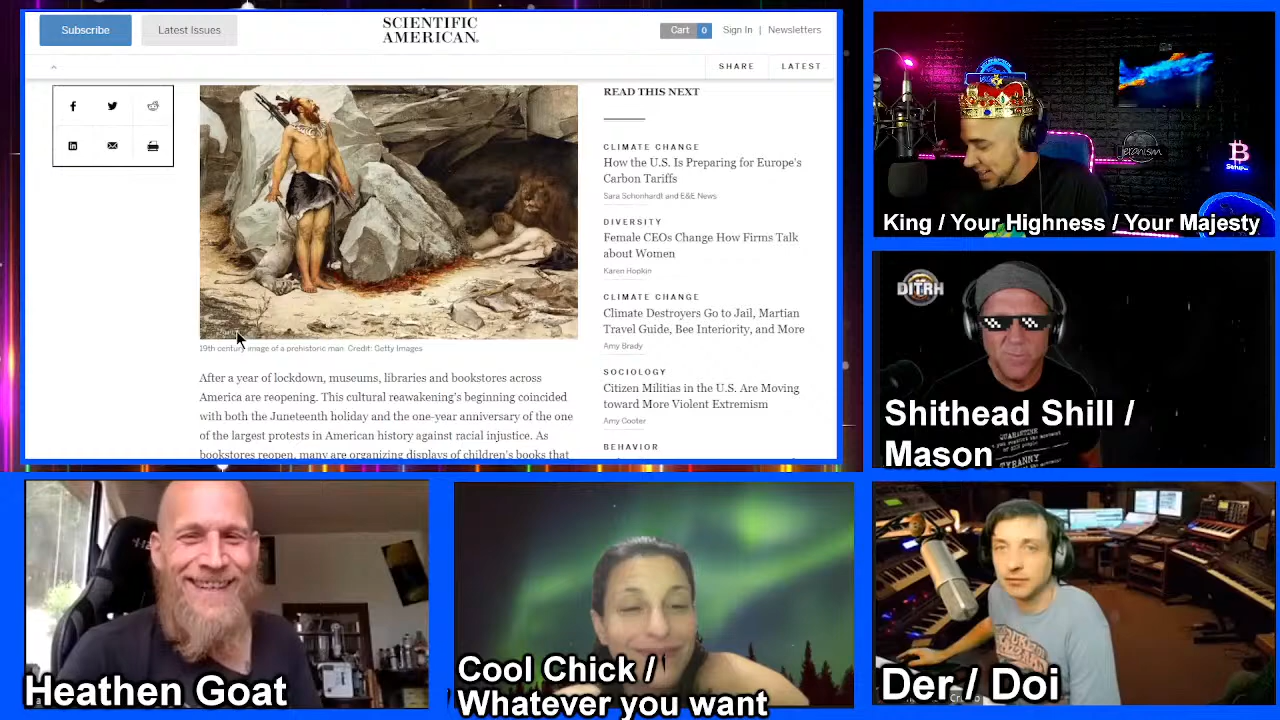 Subscribe
Latest Issues
SCIENTIFIC
AMERICAN
Cart 0
Sign In | Newsletters
SHARE
LATEST
READ THIS NEXT
CLIMATE CHANGE
How the U.S. Is Preparing for Europe's
Carbon Tariffs
Sara Schonhardt and E&E News
DIVERSITY
Female CEOs Change How Firms Talk
about Women
Karen Hopkin
CLIMATE CHANGE
Climate Destroyers Go to Jail, Martian
Travel Guide, Bee Interiority, and More
Amy Brady
SOCIOLOGY
Citizen Militias in the U.S. Are Moving
toward More Violent Extremism
Amy Cooter
BEHAVIOR
19th century image of a prehistoric man. Credit: Getty Images
After a year of lockdown, museums, libraries and bookstores across
America are reopening. This cultural reawakening's beginning coincided
with both the Juneteenth holiday and the one-year anniversary of the one
of the largest protests in American history against racial injustice. As
bookstores reopen, many are organizing displays of children's books that
jeranism
King / Your Highness / Your Majesty
DITRH
QUARANTINE
TYRANNY
Shithead Shill /
Mason
Heathen Goat
Cool Chick /
Whatever you want
Der / Doi